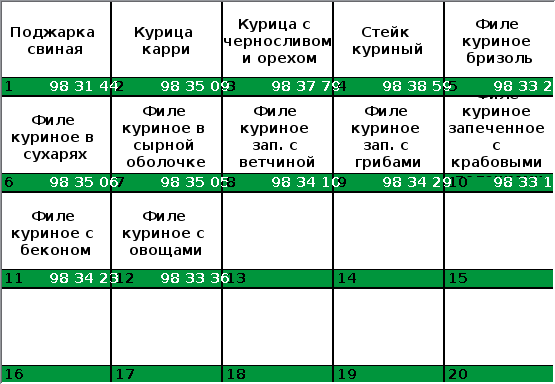 Поджарка
свиная
Курица
карри
Курица с
черносливом
и орехом
Стейк
куриный
Филе
куриное
бризоль
1 98 31 44
2 98 35 09
3 98 37 79
4 98 38 59
5 98 33 2
Филе
куриное в
сухарях
Филе
куриное в
сырной
оболочке
Филе
куриное
зап. с
ветчиной
Филе
куриное
зап. с
грибами
Филе
куриное
запеченное
с
крабовыми
6 98 35 06
7 98 35 05
8 98 34 10
9 98 34 29
10 98 33 1
Филе
куриное с
беконом
Филе
куриное с
овощами
11 98 34 23
12 98 33 36
13
14
15
16
17
18
19
20